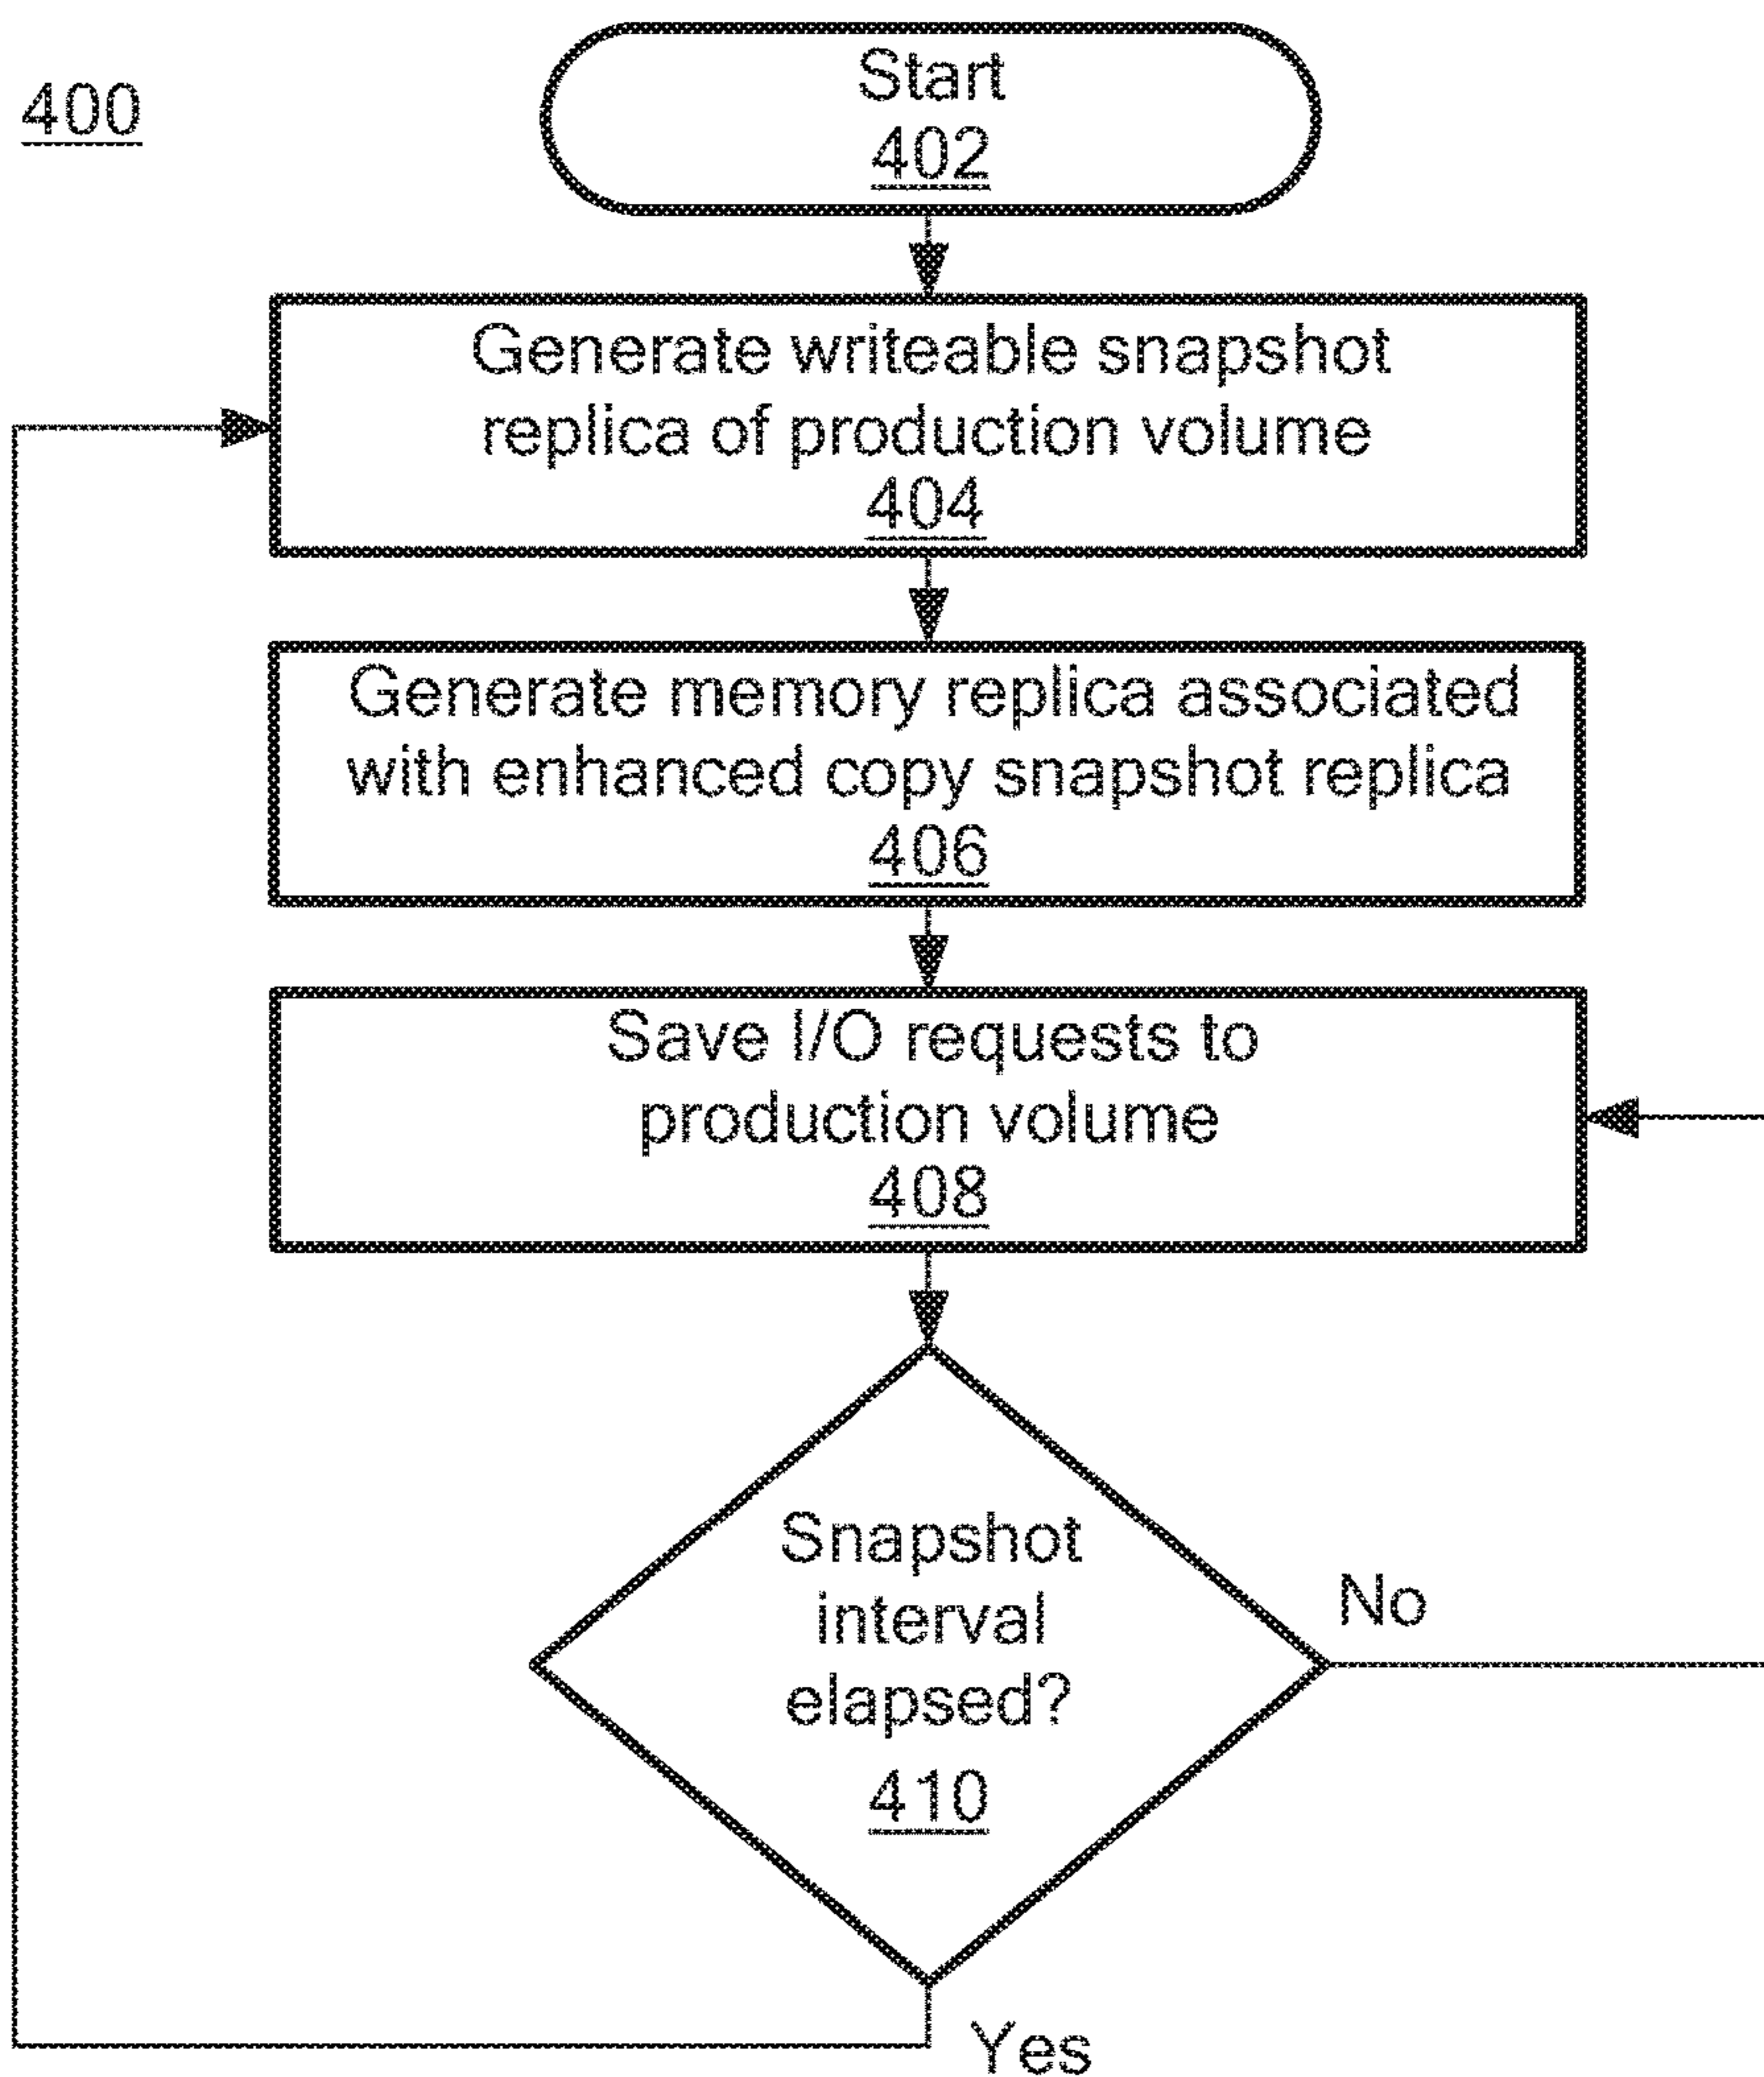 400
Start
402
Generate writeable snapshot
replica of production volume
404
Generate memory replica associated
with enhanced copy snapshot replica
406
Save I/O requests to
production volume
408
Snapshot
interval
elapsed?
410
No
Yes